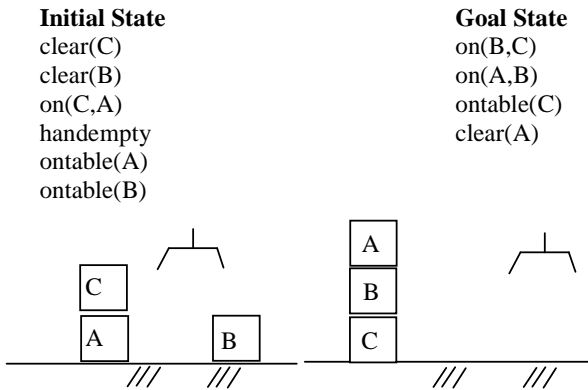 Initial State
clear(C)
clear(B)
on(C,A)
handempty
ontable(A)
ontable(B)
Goal State
on(B,C)
on(A,B)
ontable(C)
clear(A)
C
A
B
A
B
C